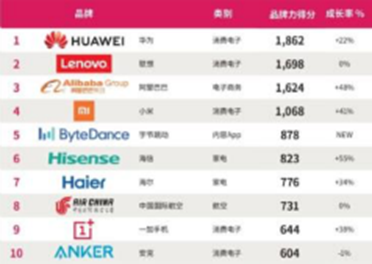 品牌 类别 品牌力得分 成长率 %
1 HUAWEI 华为 消费电子 1,862 +22%
2 Lenovo 联想 消费电子 1,698 0%
3 Alibaba Group 阿里巴巴 电子商务 1,624 +48%
4 小米 消费电子 1,068 +41%
5 ByteDance 字节跳动 内容App 878 NEW
6 Hisense 海信 家电 823 +55%
7 Haier 海尔 家电 776 +34%
8 AIR CHINA 中国国际航空 航空 731 0%
9 一加手机 消费电子 644 +38%
10 ANKER 安克 消费电子 604